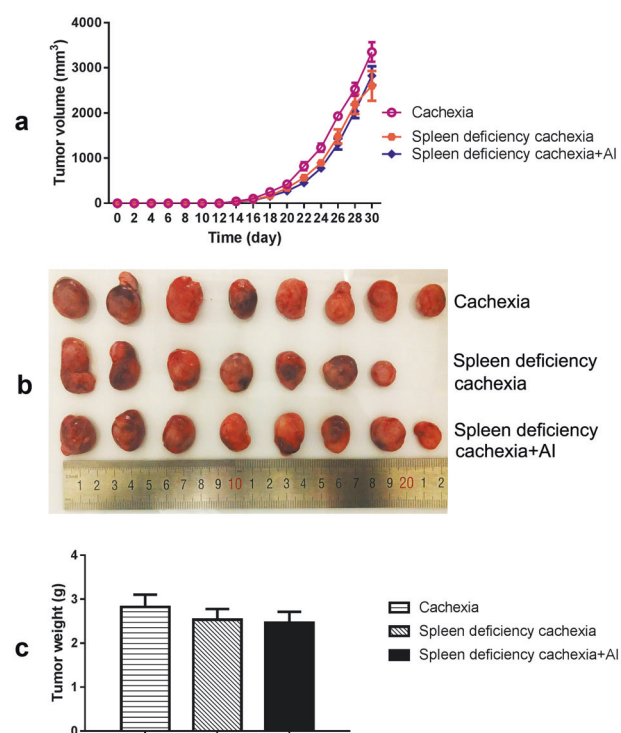 a
Tumor volume (mm³)
4000
3000
2000
1000
0
0 2 4 6 8 10 12 14 16 18 20 22 24 26 28 30
Time (day)
Cachexia
Spleen deficiency cachexia
Spleen deficiency cachexia+AI
b
Cachexia
Spleen deficiency
cachexia
Spleen deficiency
cachexia+AI
1 2 3 4 5 6 7 8 9 10 1 2 3 4 5 6 7 8 9 20 1 2
c
Tumor weight (g)
4
3
2
1
0
Cachexia
Spleen deficiency cachexia
Spleen deficiency cachexia+AI